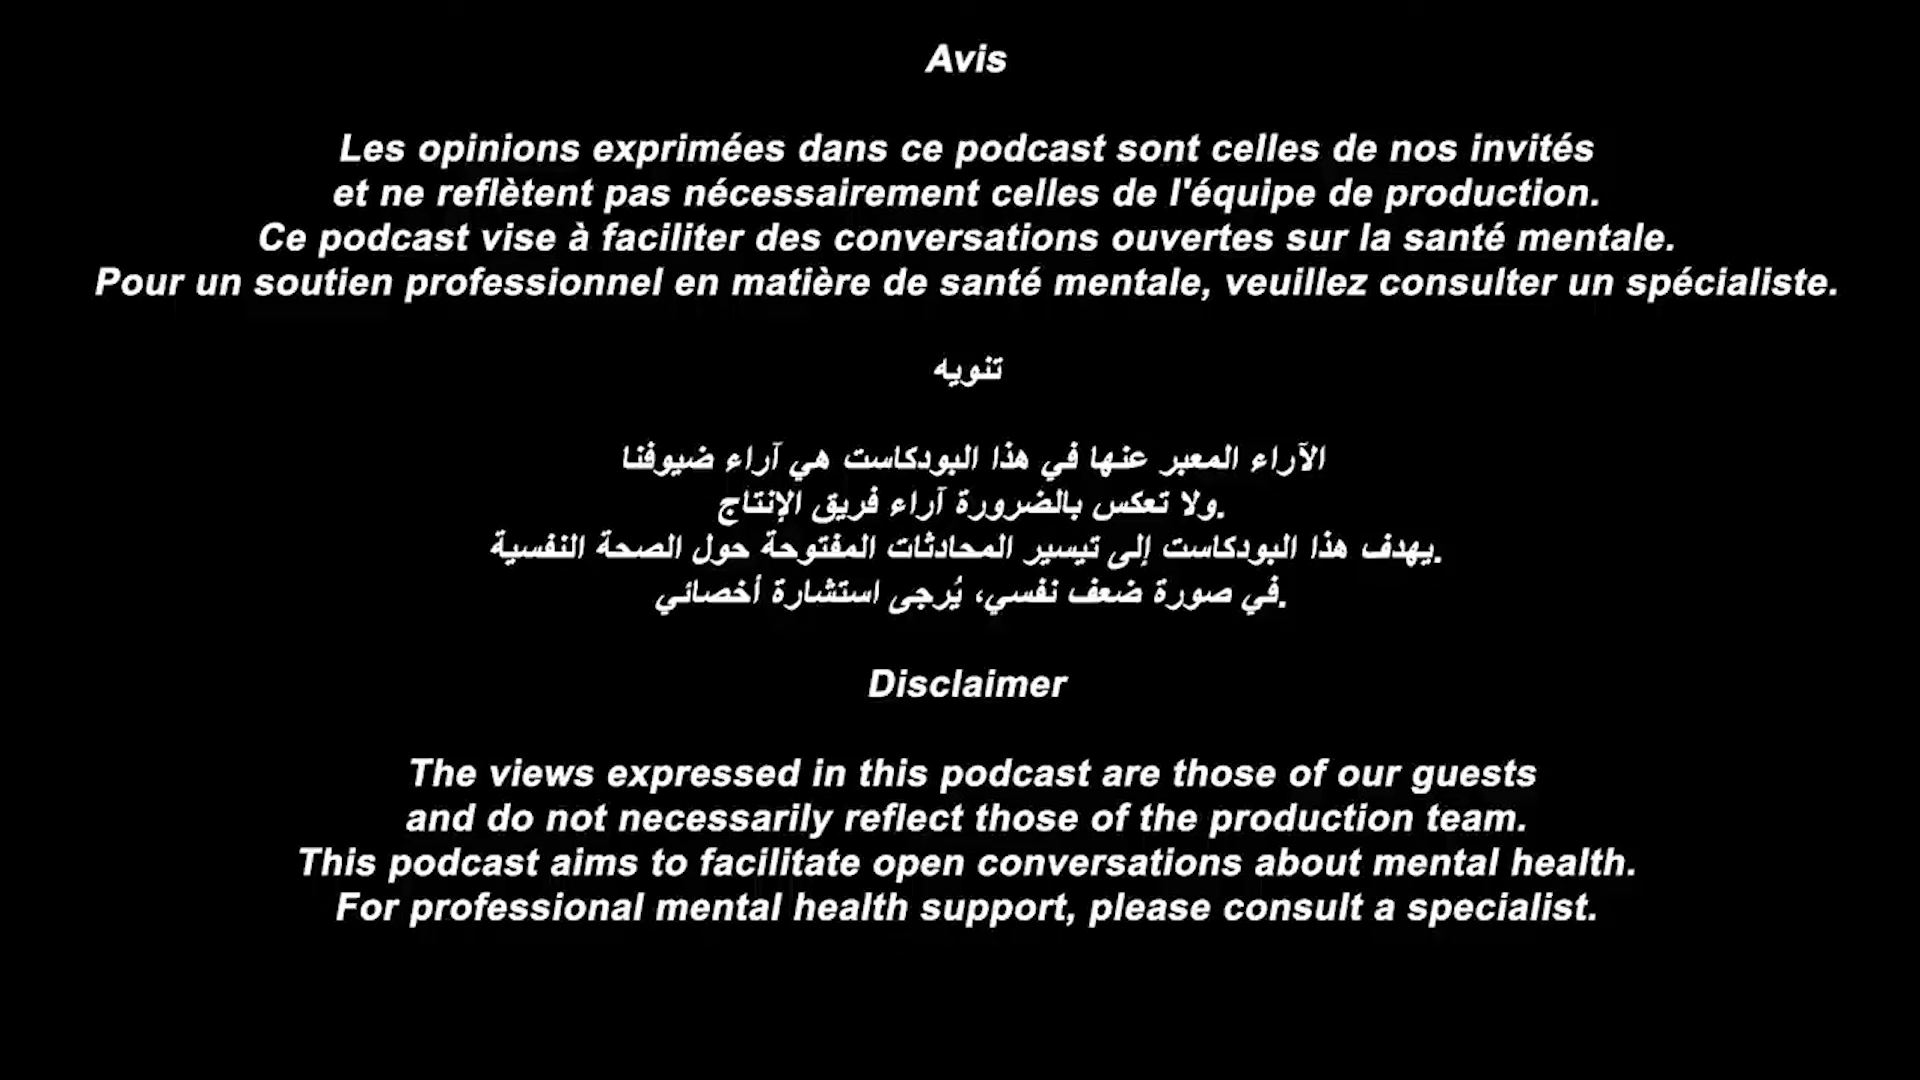 Avis
Les opinions exprimées dans ce podcast sont celles de nos invités
et ne reflètent pas nécessairement celles de l'équipe de production.
Ce podcast vise à faciliter des conversations ouvertes sur la santé mentale.
Pour un soutien professionnel en matière de santé mentale, veuillez consulter un spécialiste.
تنويه
الآراء المعبر عنها في هذا البودكاست هي آراء ضيوفنا
.ولا تعكس بالضرورة آراء فريق الإنتاج
.يهدف هذا البودكاست إلى تيسير المحادثات المفتوحة حول الصحة النفسية
.في صورة ضعف نفسي، يُرجى استشارة أخصائي
Disclaimer
The views expressed in this podcast are those of our guests
and do not necessarily reflect those of the production team.
This podcast aims to facilitate open conversations about mental health.
For professional mental health support, please consult a specialist.